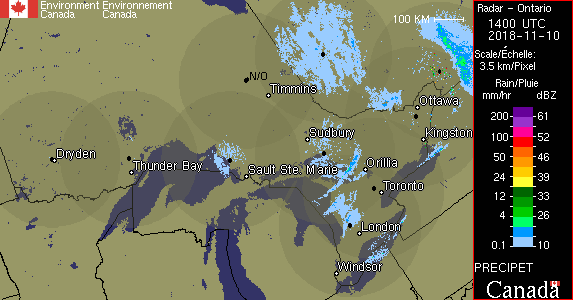 Environment Environnement
Canada Canada
100 KM
N/O
Timmins
Ottawa
Sudbury
Kingston
Dryden
Thunder Bay
Sault Ste. Marie
Orillia
Toronto
London
Windsor
Radar - Ontario
1400 UTC
2018-11-10
Scale/Échelle:
3.5 km/Pixel
Rain/Pluie
mm/hr dBZ
200 61
100 52
50 46
24 39
12 33
4 26
0.1 10
PRECIPET
Canada